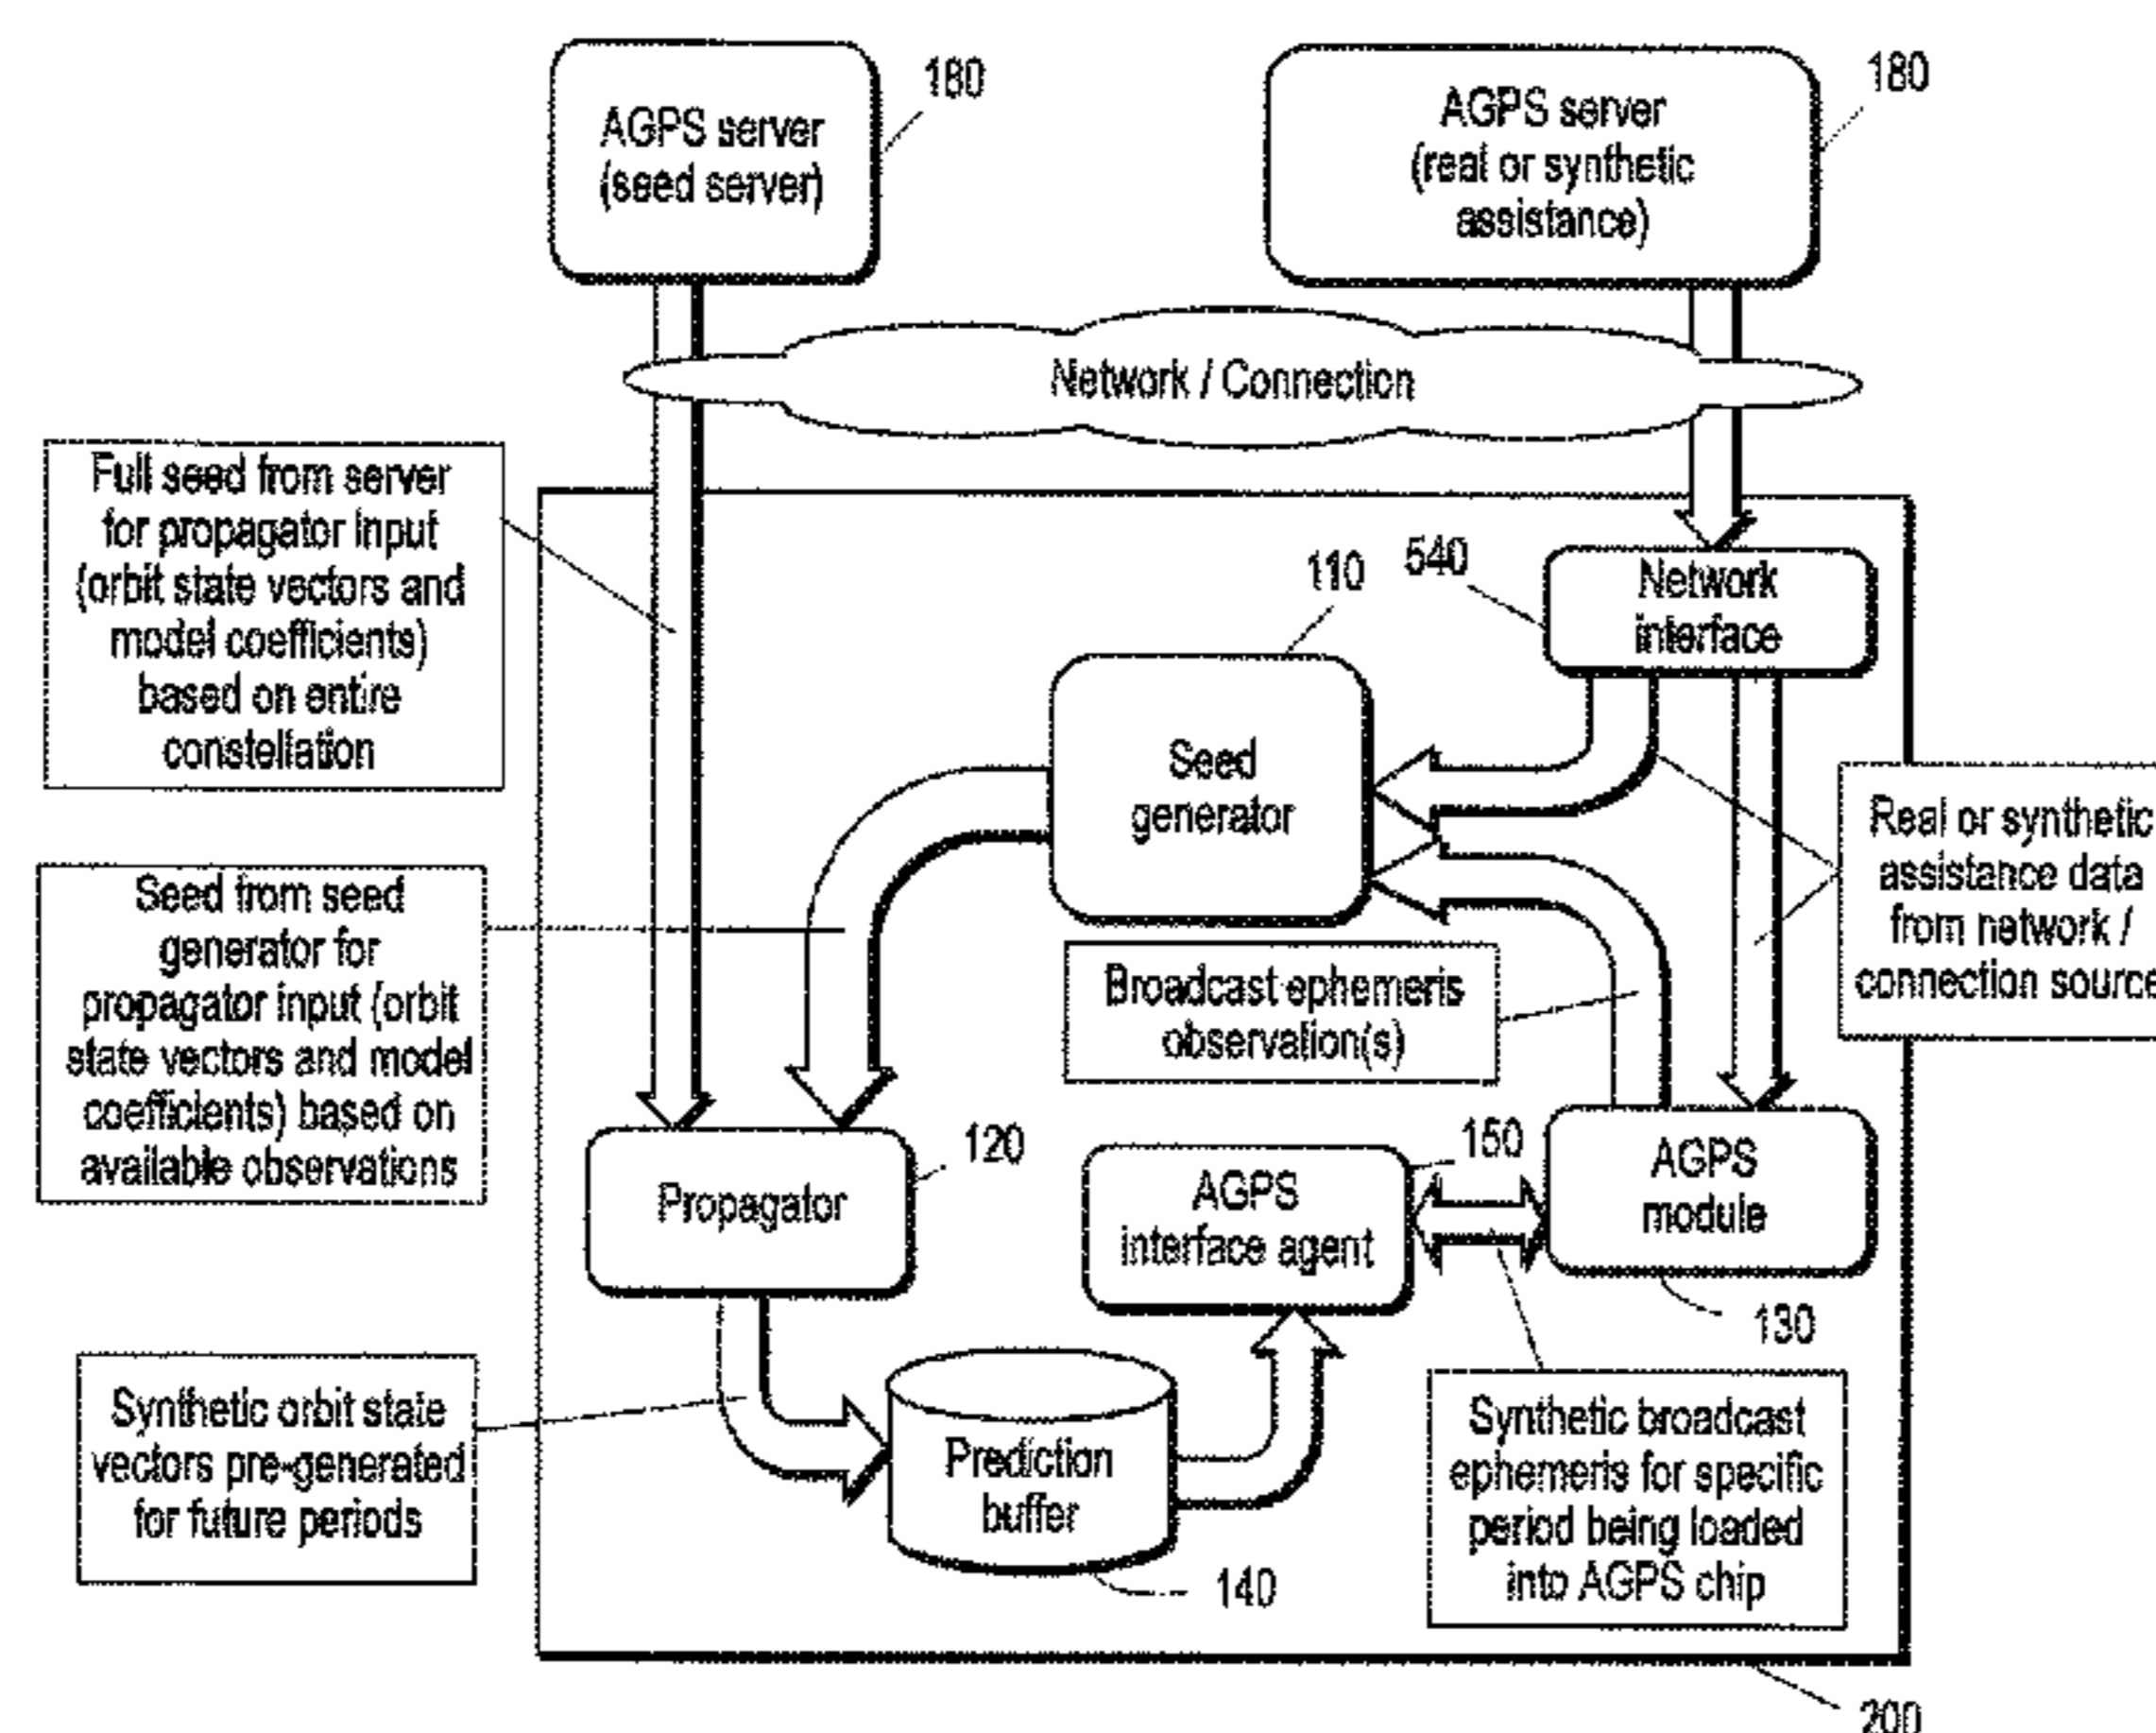 AGPS server
(seed server)
180
AGPS server
(real or synthetic
assistance)
180
Network / Connection
Full seed from server
for propagator input
(orbit state vectors and
model coefficients)
based on entire
constellation
110
540
Network
interface
Seed
generator
Real or synthetic
assistance data
from network /
connection source
Seed from seed
generator for
propagator input (orbit
state vectors and model
coefficients) based on
available observations
Broadcast ephemeris
observation(s)
Propagator
120
AGPS
interface agent
150
AGPS
module
130
Synthetic orbit state
vectors pre-generated
for future periods
Prediction
buffer
140
Synthetic broadcast
ephemeris for specific
period being loaded
into AGPS chip
200